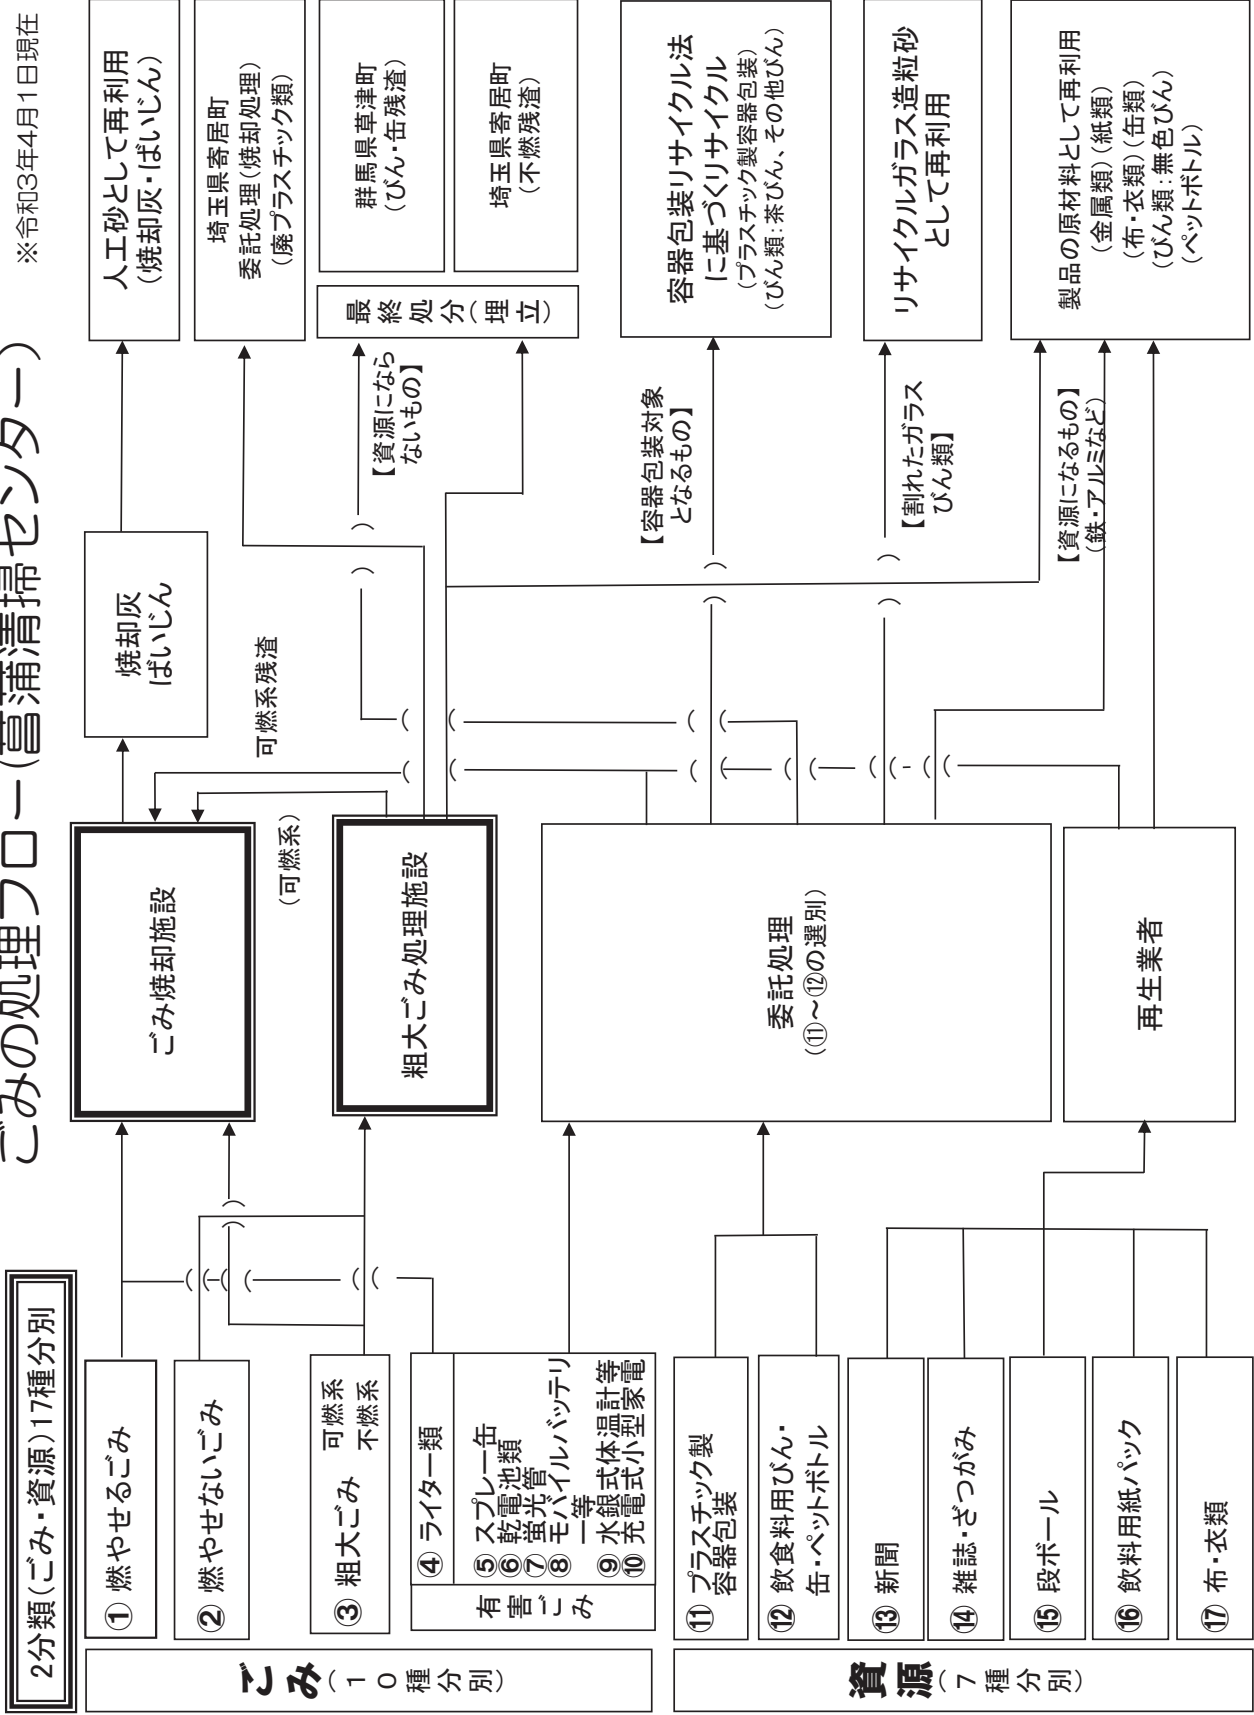 ごみの処理フロー(菖蒲清掃センター)
※令和3年4月1日現在
2分類(ごみ・資源)17種分別
ごみ(10種分別)
① 燃やせるごみ
② 燃やせないごみ
③ 粗大ごみ
可燃系
不燃系
有害ごみ
④ ライター類
⑤ スプレー缶
⑥ 乾電池類
⑦ 蛍光管
⑧ モバイルバッテリ
ー等
⑨ 水銀式体温計等
⑩ 充電式小型家電
資源(7種分別)
⑪ プラスチック製
容器包装
⑫ 飲食料用びん・
缶・ペットボトル
⑬ 新聞
⑭ 雑誌・ざつがみ
⑮ 段ボール
⑯ 飲料用紙パック
⑰ 布・衣類
ごみ焼却施設
(可燃系)
粗大ごみ処理施設
委託処理
(⑪~⑫の選別)
再生業者
焼却灰
ばいじん
可燃系残渣
【資源になら
ないもの】
【容器包装対象
となるもの】
【割れたガラス
びん類】
【資源になるもの】
(鉄・アルミなど)
人工砂として再利用
(焼却灰・ばいじん)
埼玉県寄居町
委託処理(焼却処理)
(廃プラスチック類)
最終処分(埋立)
群馬県草津町
(びん・缶残渣)
埼玉県寄居町
(不燃残渣)
容器包装リサイクル法
に基づくリサイクル
(プラスチック製容器包装)
(びん類:茶びん、その他びん)
リサイクルガラス造粒砂
として再利用
製品の原材料として再利用
(金属類)(紙類)
(布・衣類)(缶類)
(びん類:無色びん)
(ペットボトル)